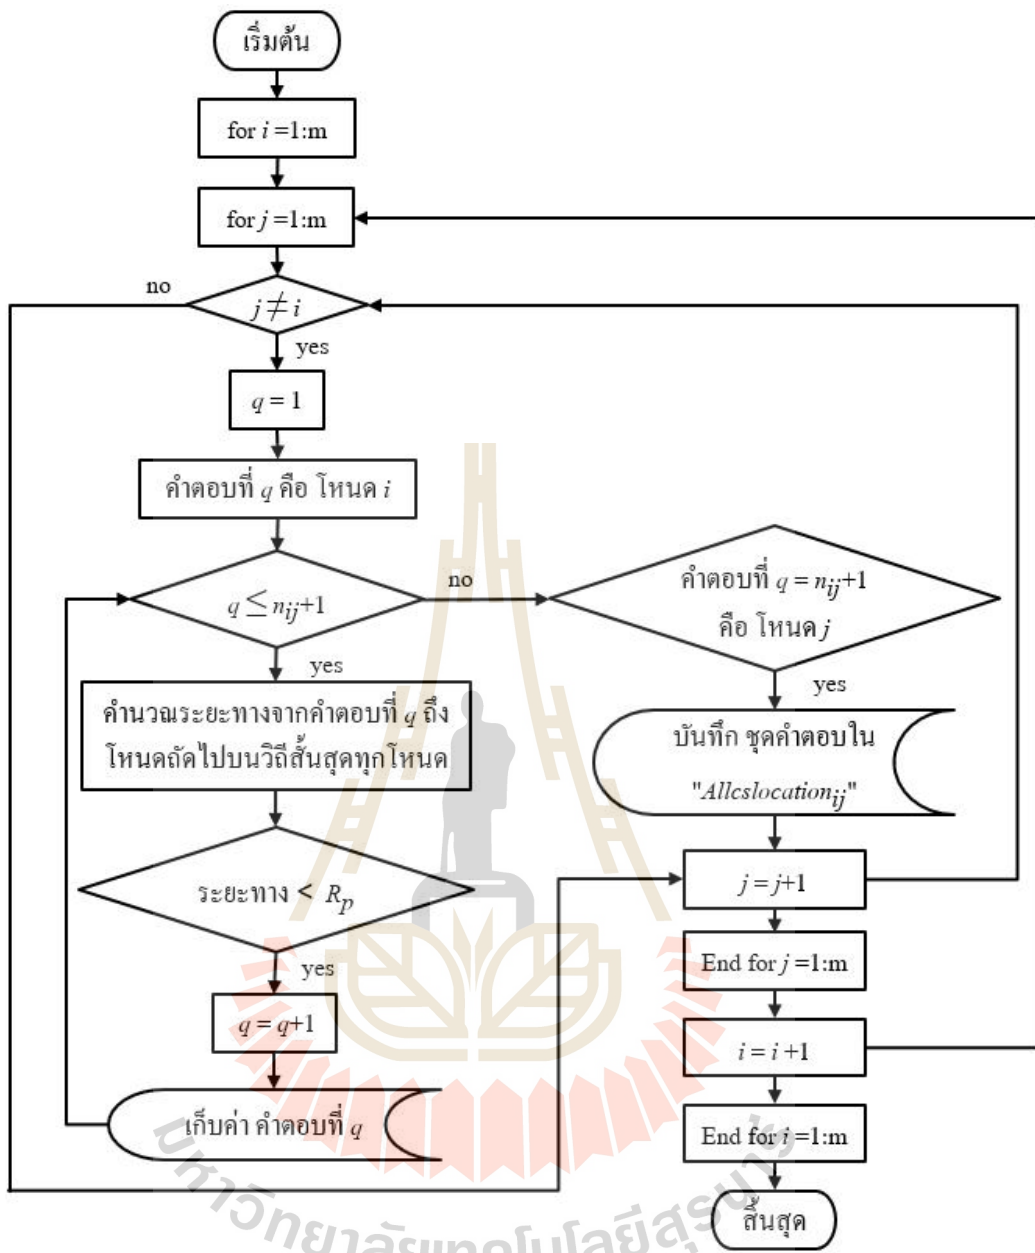 เริ่มต้น
for i =1:m
for j =1:m
no
j ≠ i
yes
q = 1
คำตอบที่ q คือ โหนด i
q ≤ nij+1
no
คำตอบที่ q = nij+1
คือ โหนด j
yes
yes
คำนวณระยะทางจากคำตอบที่ q ถึง
โหนดถัดไปบนวิถีสั้นสุดทุกโหนด
บันทึก ชุดคำตอบใน
"Allcslocationij"
ระยะทาง < Rp
j = j+1
yes
End for j =1:m
q = q+1
i = i +1
เก็บค่า คำตอบที่ q
End for i =1:m
สิ้นสุด
มหาวิทยาลัยเทคโนโลยีสุรนารี